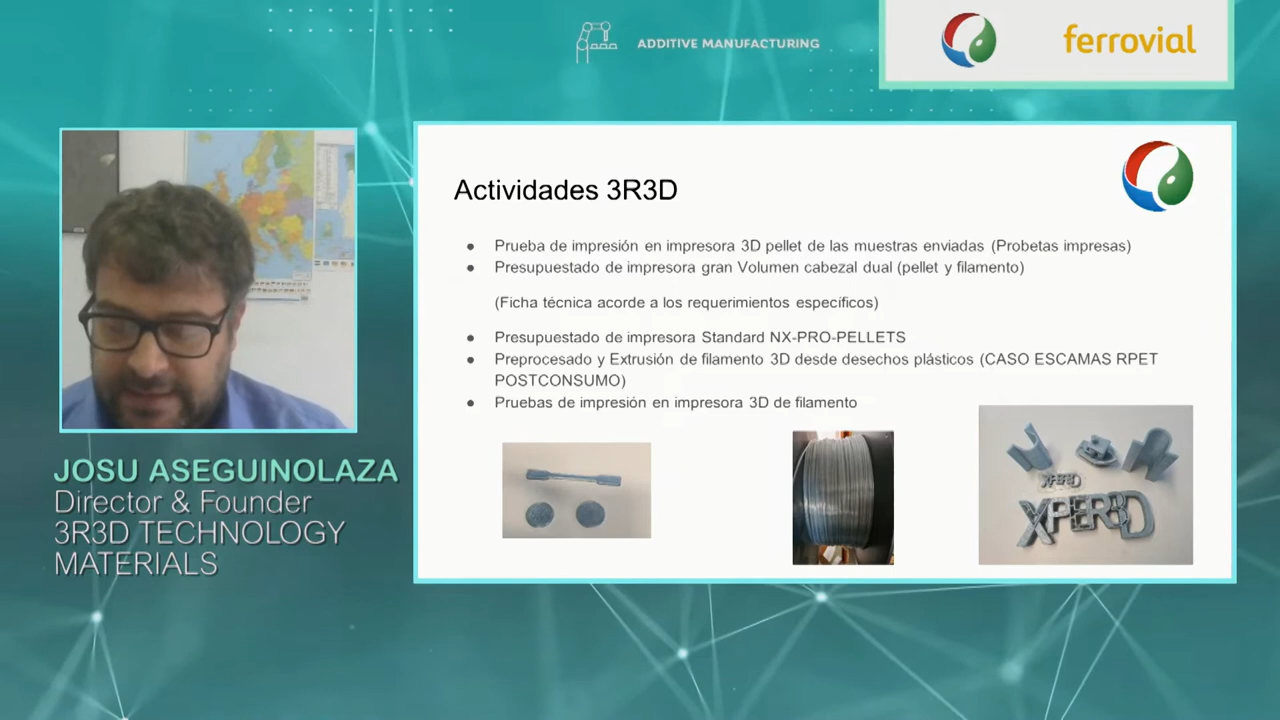 ADDITIVE MANUFACTURING
ferrovial
Actividades 3R3D
● Prueba de impresión en impresora 3D pellet de las muestras enviadas (Probetas impresas)
● Presupuestado de impresora gran Volumen cabezal dual (pellet y filamento)
(Ficha técnica acorde a los requerimientos específicos)
● Presupuestado de impresora Standard NX-PRO-PELLETS
● Preprocesado y Extrusión de filamento 3D desde desechos plásticos (CASO ESCAMAS RPET
POSTCONSUMO)
● Pruebas de impresión en impresora 3D de filamento
XPER3D
XPER3D
JOSU ASEGUINOLAZA
Director & Founder
3R3D TECHNOLOGY
MATERIALS